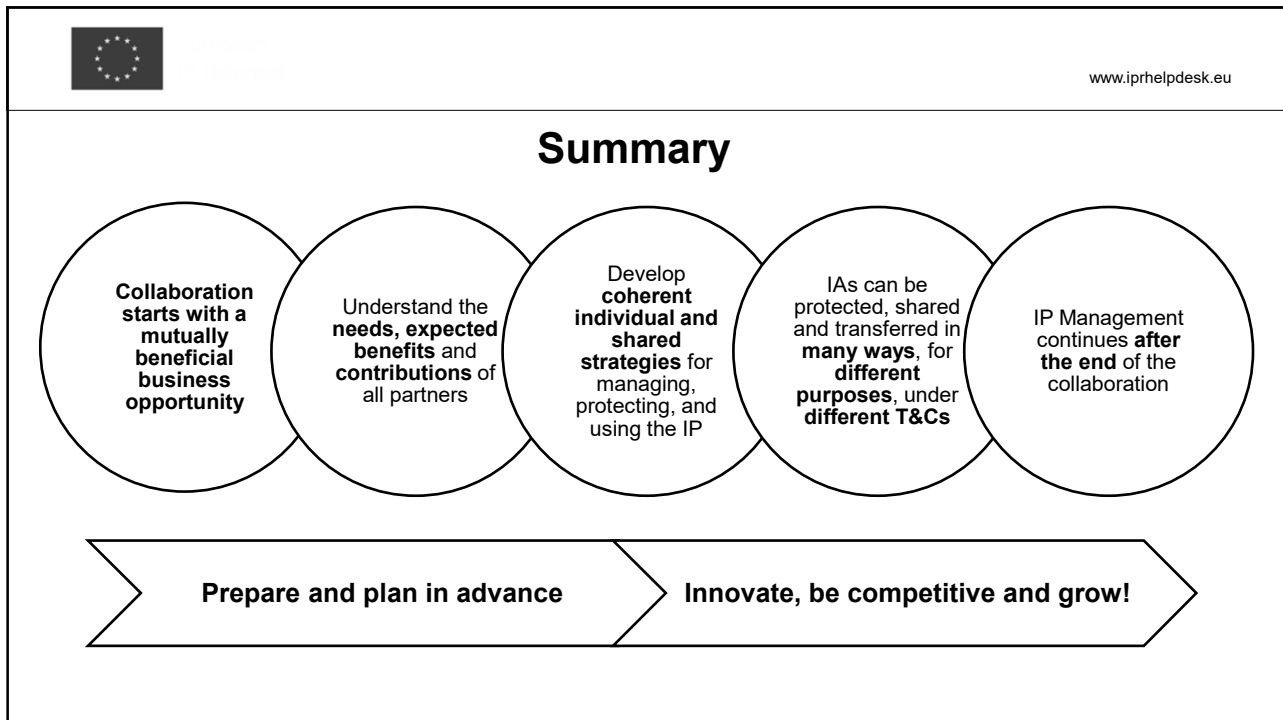 www.iprhelpdesk.eu
Summary
Collaboration
starts with a
mutually
beneficial
business
opportunity
Understand the
needs, expected
benefits and
contributions of
all partners
Develop
coherent
individual and
shared
strategies for
managing,
protecting, and
using the IP
IAs can be
protected, shared
and transferred in
many ways, for
different
purposes, under
different T&Cs
IP Management
continues after
the end of the
collaboration
Prepare and plan in advance
Innovate, be competitive and grow!